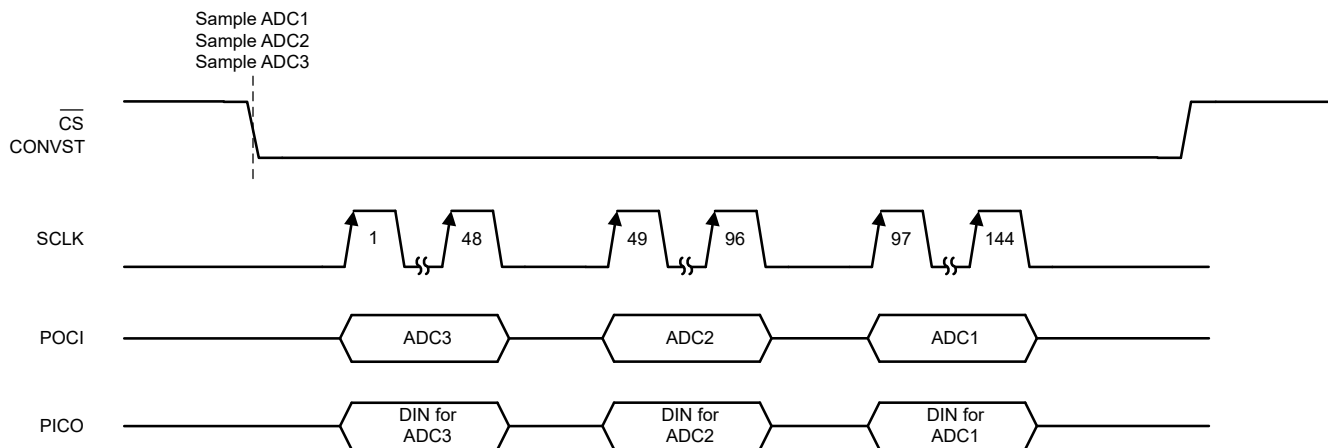 Sample ADC1
Sample ADC2
Sample ADC3
CS
CONVST
SCLK
1
48
49
96
97
144
POCI
ADC3
ADC2
ADC1
PICO
DIN for
ADC3
DIN for
ADC2
DIN for
ADC1